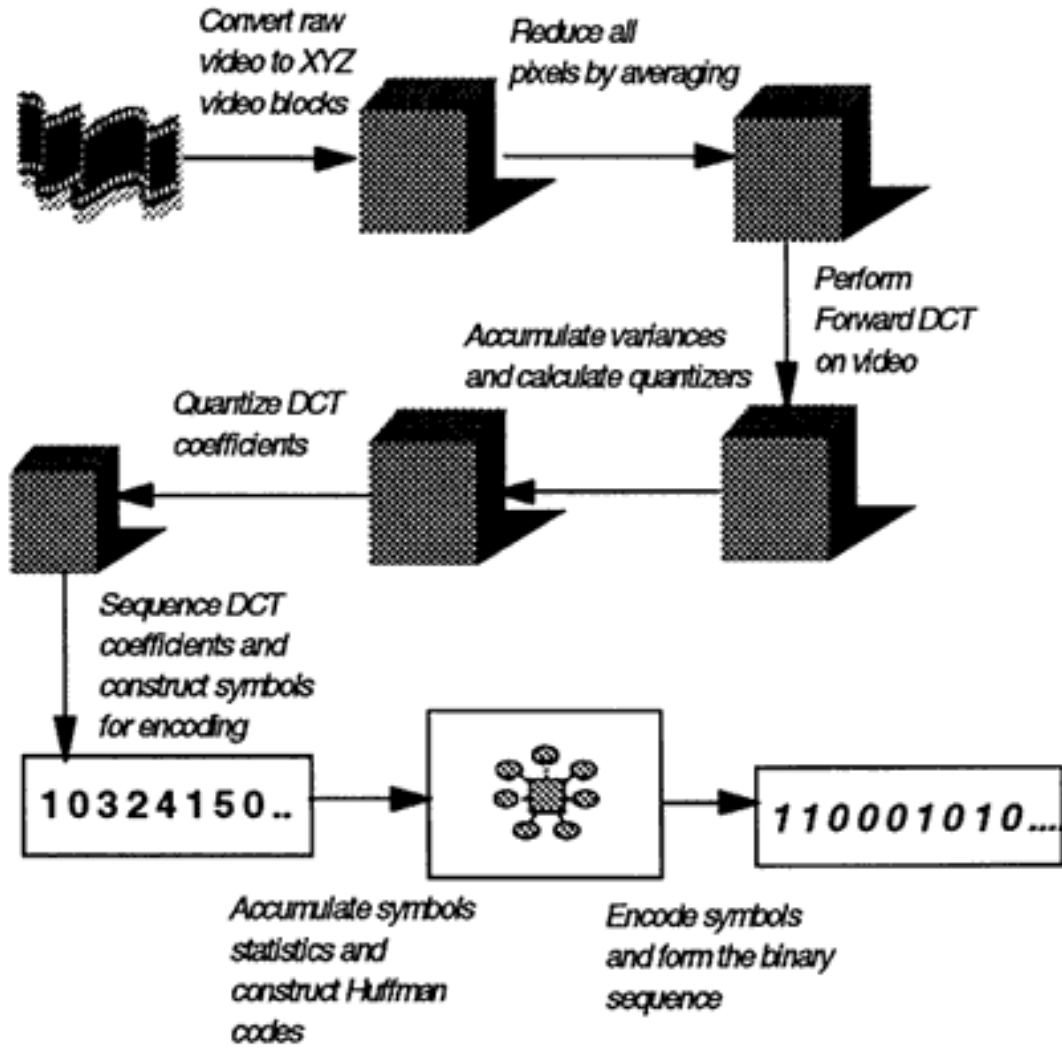 Convert raw
video to XYZ
video blocks
Reduce all
pixels by averaging
Perform
Forward DCT
on video
Accumulate variances
and calculate quantizers
Quantize DCT
coefficients
Sequence DCT
coefficients and
construct symbols
for encoding
10324150..
110001010....
Accumulate symbols
statistics and
construct Huffman
codes
Encode symbols
and form the binary
sequence